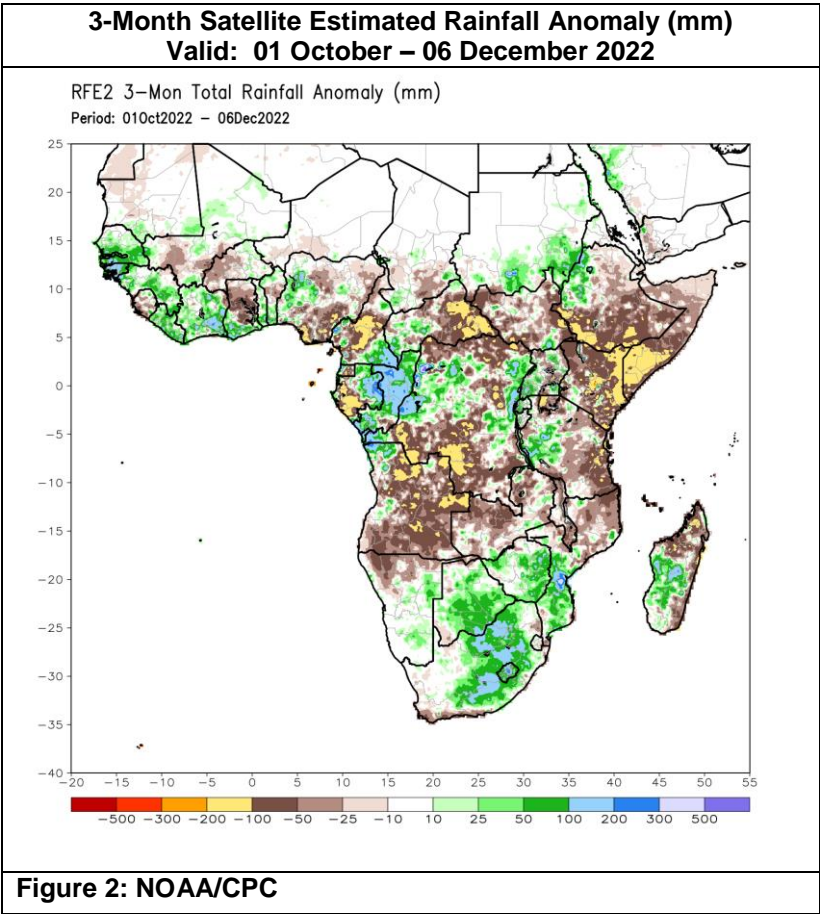 3-Month Satellite Estimated Rainfall Anomaly (mm)
Valid:  01 October – 06 December 2022
RFE2 3-Mon Total Rainfall Anomaly (mm)
Period: 01Oct2022 – 06Dec2022
25
20
15
10
5
0
-5
-10
-15
-20
-25
-30
-35
-40
-20 -15 -10 -5 0 5 10 15 20 25 30 35 40 45 50 55
-500 -300 -200 -100 -50 -25 -10 10 25 50 100 200 300 500
Figure 2: NOAA/CPC